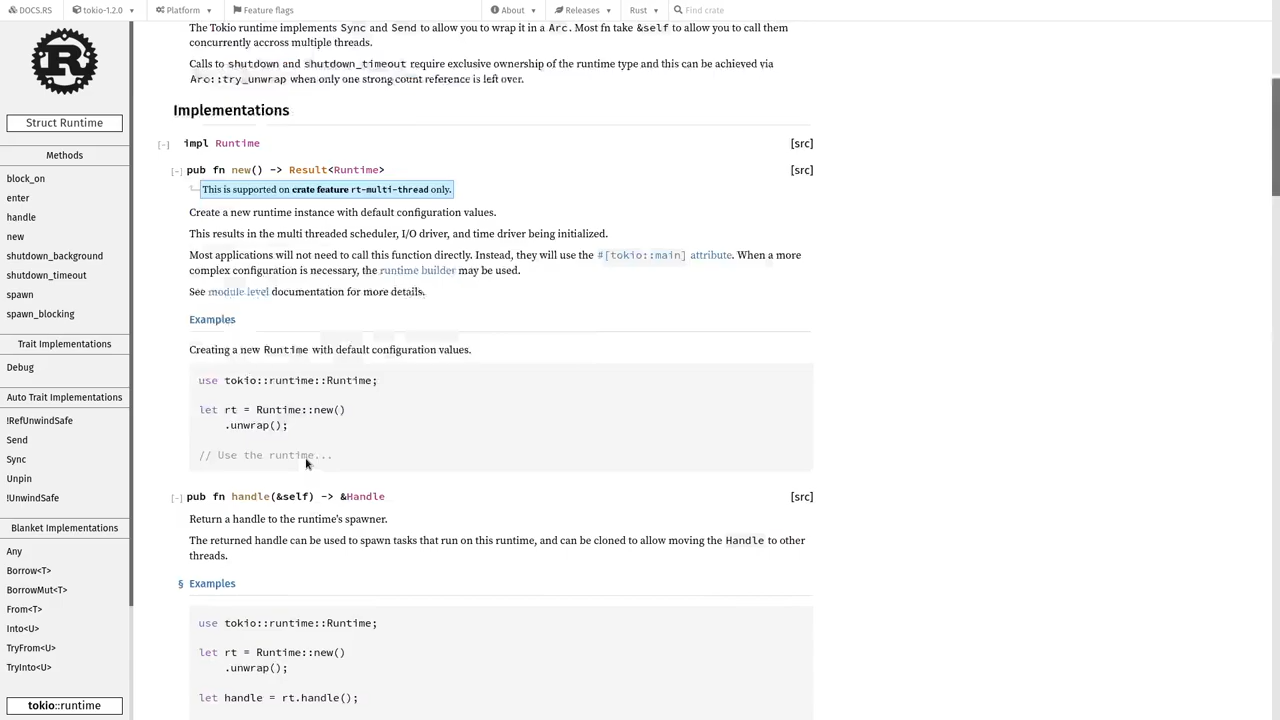 DOCS.RS
tokio-1.2.0
Platform
Feature flags
About
Releases
Rust
Find crate
Struct Runtime
Methods
block_on
enter
handle
new
shutdown_background
shutdown_timeout
spawn
spawn_blocking
Trait Implementations
Debug
Auto Trait Implementations
!RefUnwindSafe
Send
Sync
Unpin
!UnwindSafe
Blanket Implementations
Any
Borrow<T>
BorrowMut<T>
From<T>
Into<U>
TryFrom<U>
TryInto<U>
tokio::runtime
The Tokio runtime implements Sync and Send to allow you to wrap it in a Arc. Most fn take &self to allow you to call them
concurrently accross multiple threads.
Calls to shutdown and shutdown_timeout require exclusive ownership of the runtime type and this can be achieved via
Arc::try_unwrap when only one strong count reference is left over.
Implementations
[-] impl Runtime [src]
[-] pub fn new() -> Result<Runtime> [src]
This is supported on crate feature rt-multi-thread only.
Create a new runtime instance with default configuration values.
This results in the multi threaded scheduler, I/O driver, and time driver being initialized.
Most applications will not need to call this function directly. Instead, they will use the #[tokio::main] attribute. When a more
complex configuration is necessary, the runtime builder may be used.
See module level documentation for more details.
Examples
Creating a new Runtime with default configuration values.
use tokio::runtime::Runtime;
let rt = Runtime::new()
.unwrap();
// Use the runtime...
[-] pub fn handle(&self) -> &Handle [src]
Return a handle to the runtime's spawner.
The returned handle can be used to spawn tasks that run on this runtime, and can be cloned to allow moving the Handle to other
threads.
§ Examples
use tokio::runtime::Runtime;
let rt = Runtime::new()
.unwrap();
let handle = rt.handle();